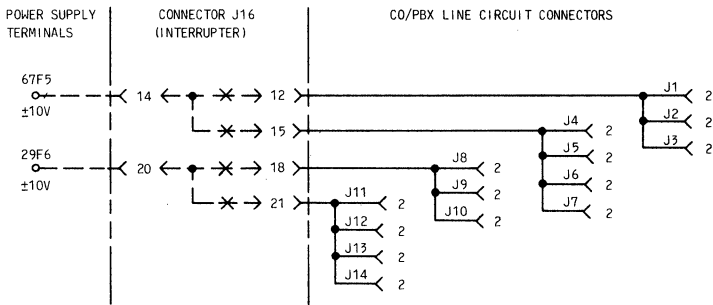 POWER SUPPLY TERMINALS
CONNECTOR J16 (INTERRUPTER)
CO/PBX LINE CIRCUIT CONNECTORS
67F5
±10V
14
12
J1 2
J2 2
J3 2
15
J4 2
J5 2
J6 2
J7 2
29F6
±10V
20
18
J8 2
J9 2
J10 2
21
J11 2
J12 2
J13 2
J14 2